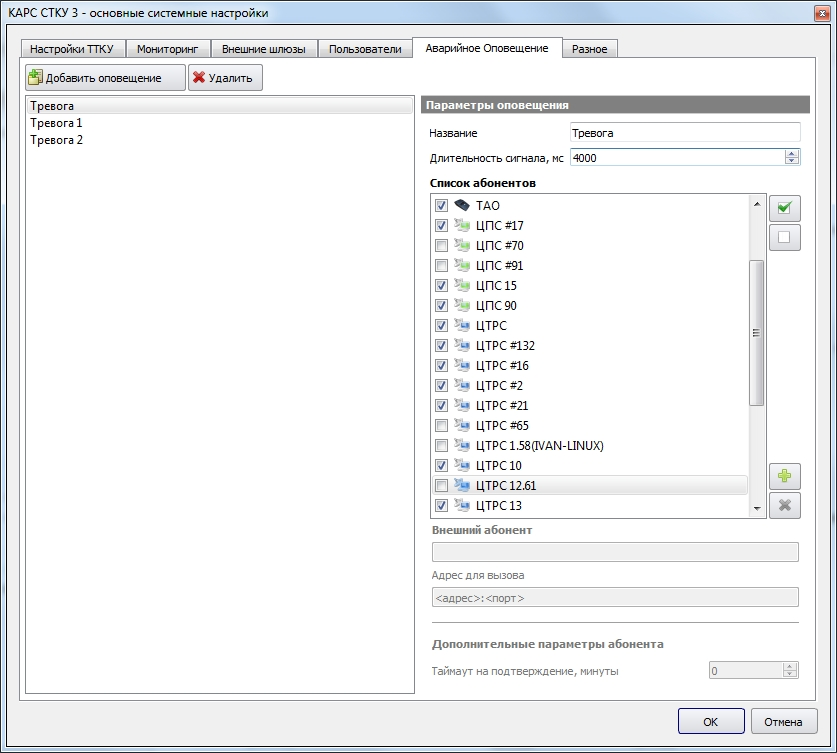 КАРС СТКУ 3 - основные системные настройки
Настройки ТТКУ Мониторинг Внешние шлюзы Пользователи Аварийное Оповещение Разное
Добавить оповещение Удалить
Тревога
Тревога 1
Тревога 2
Параметры оповещения
Название Тревога
Длительность сигнала, мс 4000
Список абонентов
ТАО
ЦПС #17
ЦПС #70
ЦПС #91
ЦПС 15
ЦПС 90
ЦТРС
ЦТРС #132
ЦТРС #16
ЦТРС #2
ЦТРС #21
ЦТРС #65
ЦТРС 1.58(IVAN-LINUX)
ЦТРС 10
ЦТРС 12.61
ЦТРС 13
Внешний абонент
Адрес для вызова
<адрес>:<порт>
Дополнительные параметры абонента
Таймаут на подтверждение, минуты 0
ОК Отмена